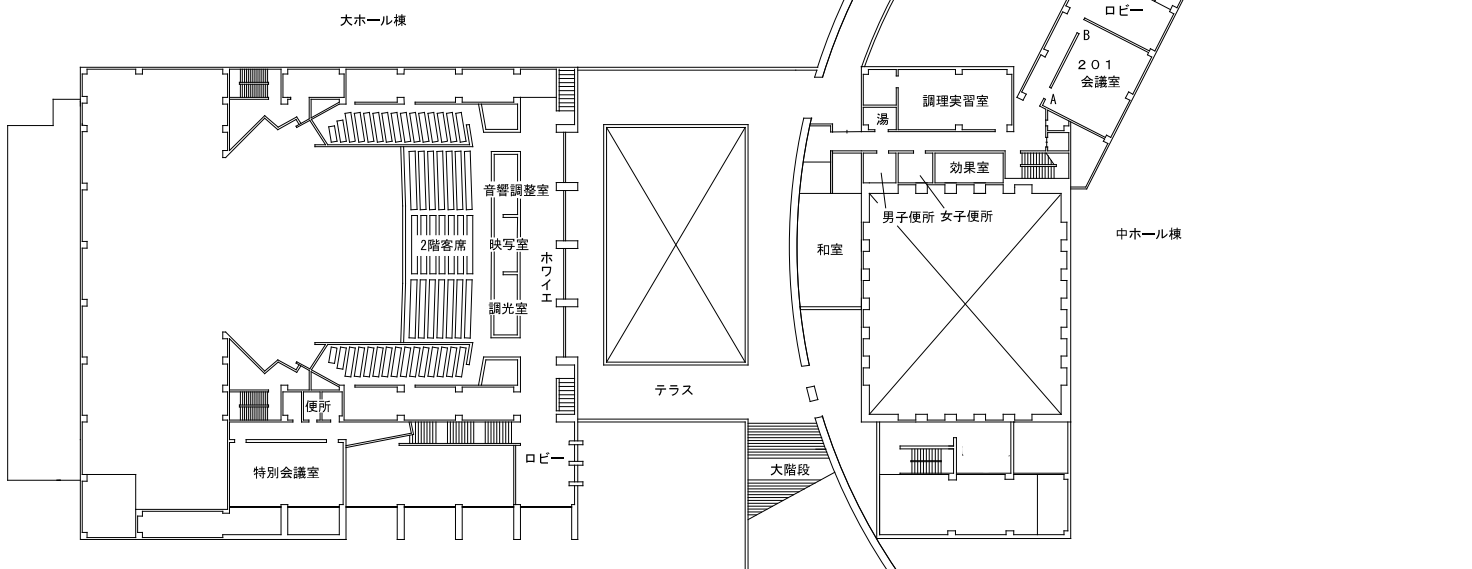 大ホール棟
ロビー
B
201
会議室
A
調理実習室
湯
効果室
男子便所
女子便所
中ホール棟
音響調整室
2階客席
映写室
ホワイエ
和室
調光室
テラス
便所
ロビー
特別会議室
大階段